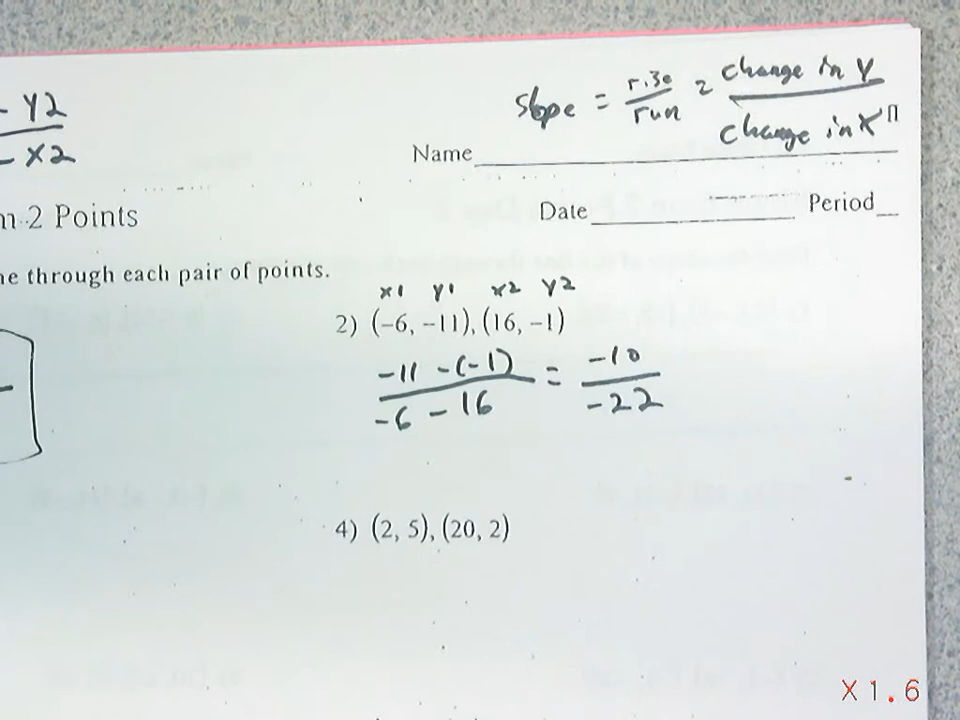 - Y2
- X2
slope = rise/run = change in Y/change in X
Name
n 2 Points
Date Period
ne through each pair of points.
x1 y1 x2 y2
2) (-6, -11), (16, -1)
-11 -(-1)/-6 - 16 = -10/-22
4) (2, 5), (20, 2)
X1.6